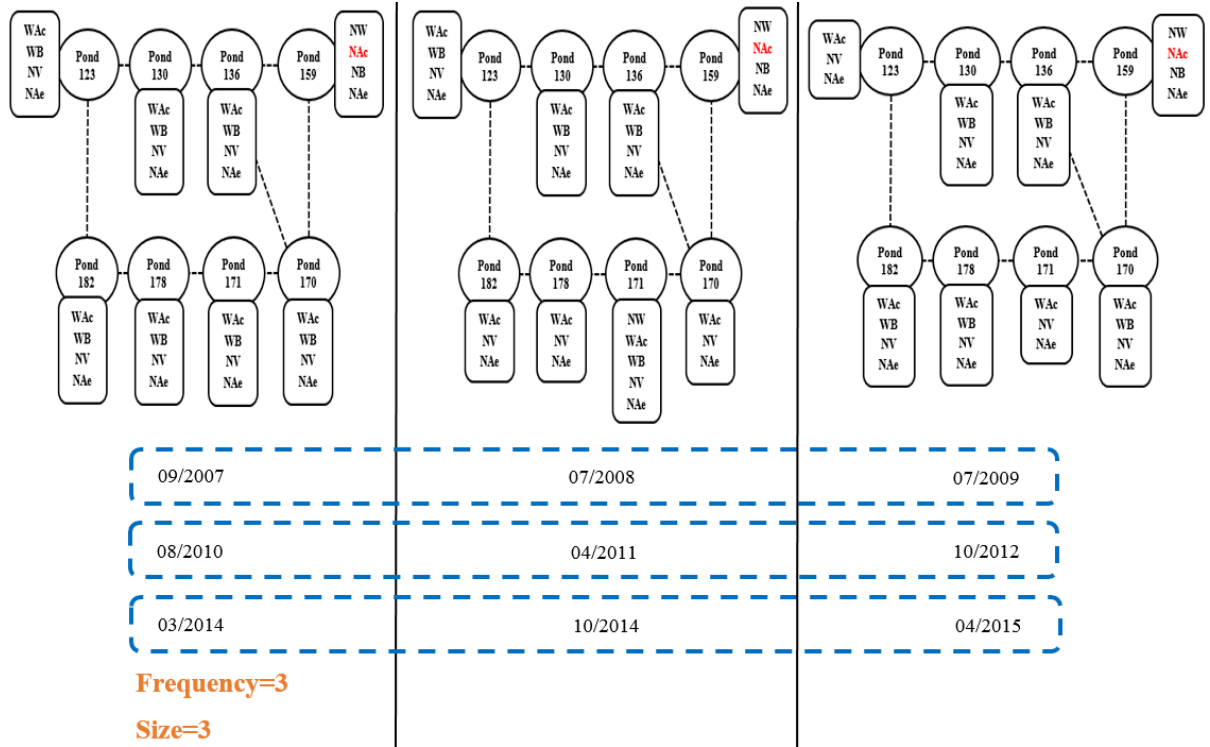 WAc
WB
NV
NAe
Pond
123
Pond
130
Pond
136
Pond
159
NW
NAc
NB
NAe
WAc
WB
NV
NAe
WAc
WB
NV
NAe
Pond
182
Pond
178
Pond
171
Pond
170
WAc
WB
NV
NAe
WAc
WB
NV
NAe
WAc
WB
NV
NAe
WAc
WB
NV
NAe
WAc
WB
NV
NAe
Pond
123
Pond
130
Pond
136
Pond
159
NW
NAc
NB
NAe
WAc
WB
NV
NAe
WAc
WB
NV
NAe
Pond
182
Pond
178
Pond
171
Pond
170
WAc
NV
NAe
WAc
NV
NAe
NW
WAc
WB
NV
NAe
WAc
NV
NAe
WAc
NV
NAe
Pond
123
Pond
130
Pond
136
Pond
159
NW
NAc
NB
NAe
WAc
WB
NV
NAe
WAc
WB
NV
NAe
Pond
182
Pond
178
Pond
171
Pond
170
WAc
WB
NV
NAe
WAc
WB
NV
NAe
WAc
NV
NAe
WAc
WB
NV
NAe
09/2007 07/2008 07/2009
08/2010 04/2011 10/2012
03/2014 10/2014 04/2015
Frequency=3
Size=3